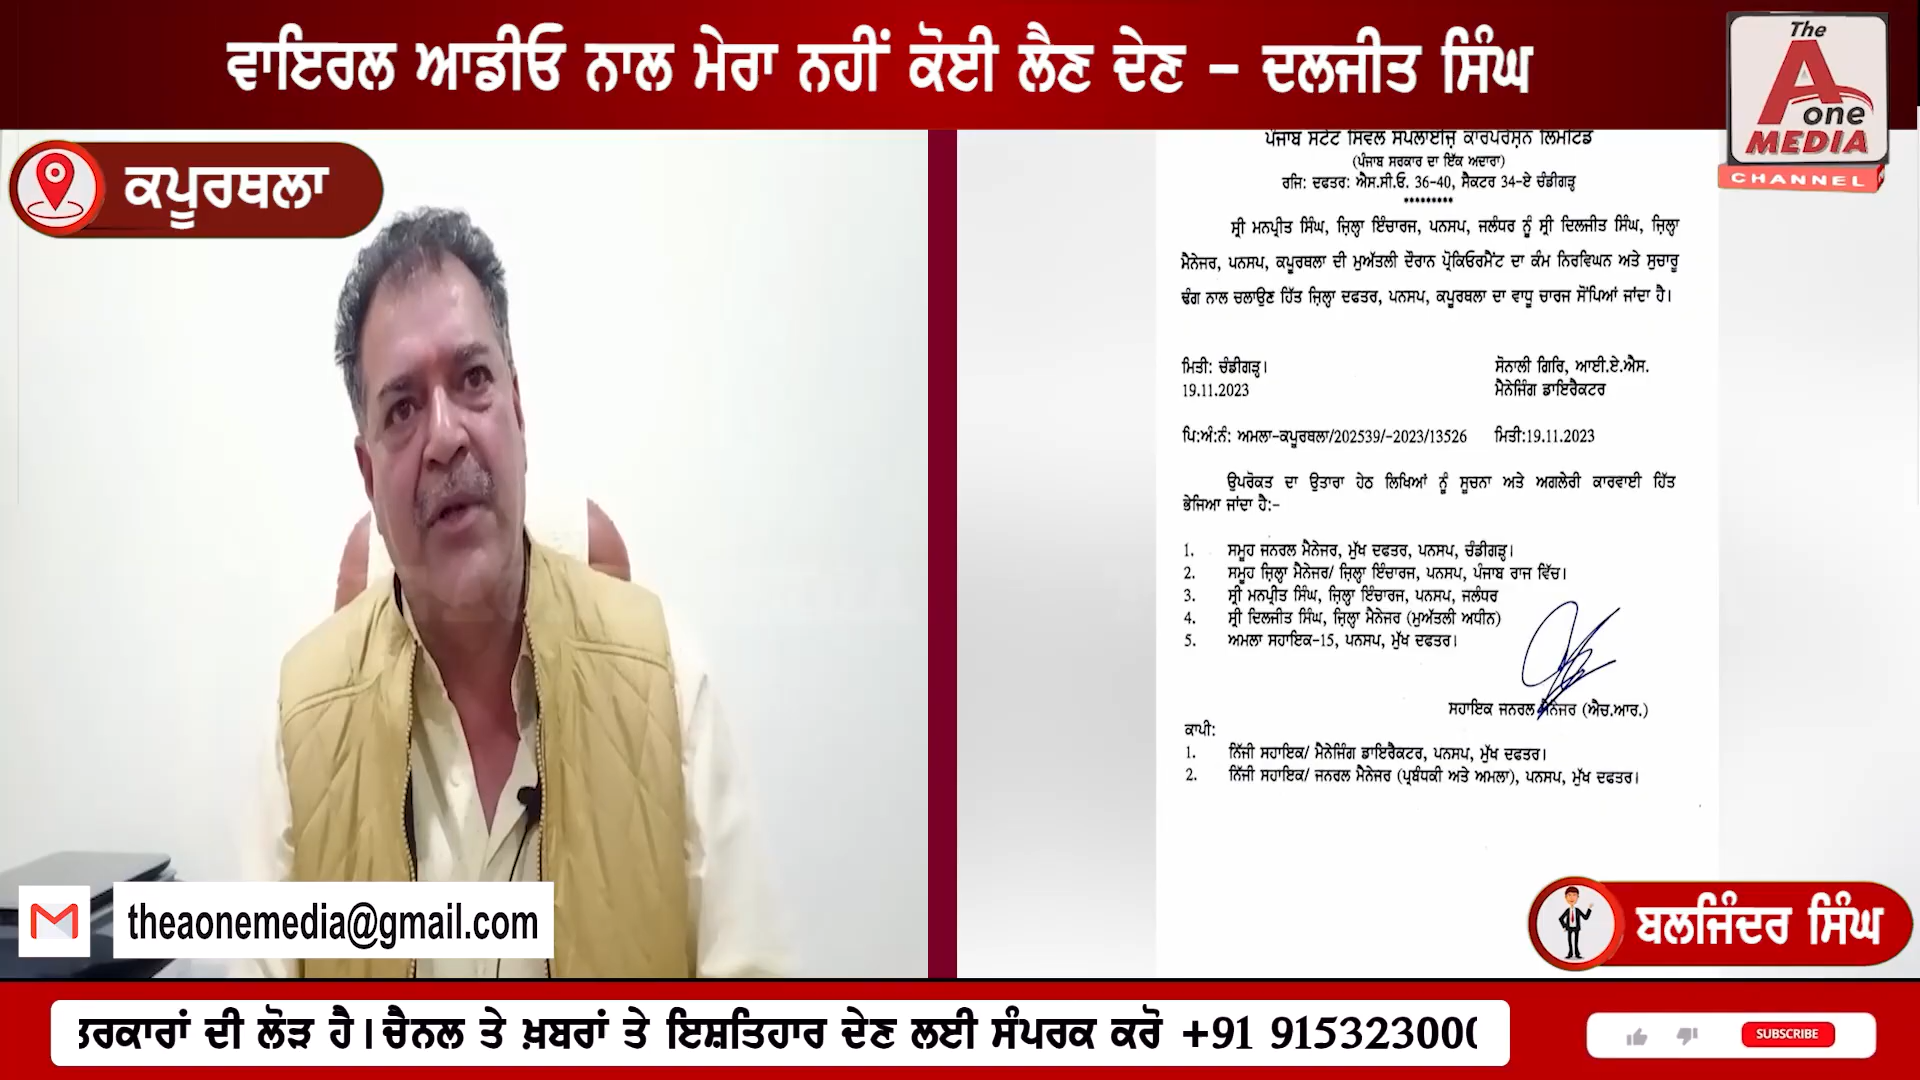 ਵਾਇਰਲ ਆਡੀਓ ਨਾਲ ਮੇਰਾ ਨਹੀਂ ਕੋਈ ਲੈਣ ਦੇਣ - ਦਲਜੀਤ ਸਿੰਘ
The
A one
MEDIA
CHANNEL
ਕਪੂਰਥਲਾ
ਪੰਜਾਬ ਸਟੇਟ ਸਿਵਲ ਸਪਲਾਈਜ਼ ਕਾਰਪੋਰੇਸ਼ਨ ਲਿਮਟਿਡ
(ਪੰਜਾਬ ਸਰਕਾਰ ਦਾ ਇੱਕ ਅਦਾਰਾ)
ਰਜਿ: ਦਫਤਰ: ਐਸ.ਸੀ.ਓ. 36-40, ਸੈਕਟਰ 34-ਏ ਚੰਡੀਗੜ੍ਹ
*********
ਸ੍ਰੀ ਮਨਪ੍ਰੀਤ ਸਿੰਘ, ਜ਼ਿਲ੍ਹਾ ਇੰਚਾਰਜ, ਪਨਸਪ, ਜਲੰਧਰ ਨੂੰ ਸ੍ਰੀ ਦਿਲਜੀਤ ਸਿੰਘ, ਜ਼ਿਲ੍ਹਾ
ਮੈਨੇਜਰ, ਪਨਸਪ, ਕਪੂਰਥਲਾ ਦੀ ਮੁਅੱਤਲੀ ਦੌਰਾਨ ਪ੍ਰੋਕਿਓਰਮੈਂਟ ਦਾ ਕੰਮ ਨਿਰਵਿਘਨ ਅਤੇ ਸੁਚਾਰੂ
ਢੰਗ ਨਾਲ ਚਲਾਉਣ ਹਿੱਤ ਜ਼ਿਲ੍ਹਾ ਦਫਤਰ, ਪਨਸਪ, ਕਪੂਰਥਲਾ ਦਾ ਵਾਧੂ ਚਾਰਜ ਸੌਂਪਿਆਂ ਜਾਂਦਾ ਹੈ।
ਮਿਤੀ: ਚੰਡੀਗੜ੍ਹ।
19.11.2023
ਸੋਨਾਲੀ ਗਿਰਿ, ਆਈ.ਏ.ਐਸ.
ਮੈਨੇਜਿੰਗ ਡਾਇਰੈਕਟਰ
ਪਿ:ਅੰ:ਨੰ: ਅਮਲਾ-ਕਪੂਰਥਲਾ/202539/-2023/13526 ਮਿਤੀ:19.11.2023
ਉਪਰੋਕਤ ਦਾ ਉਤਾਰਾ ਹੇਠ ਲਿਖਿਆਂ ਨੂੰ ਸੂਚਨਾ ਅਤੇ ਅਗਲੇਰੀ ਕਾਰਵਾਈ ਹਿੱਤ
ਭੇਜਿਆ ਜਾਂਦਾ ਹੈ:-
1. ਸਮੂਹ ਜਨਰਲ ਮੈਨੇਜਰ, ਮੁੱਖ ਦਫਤਰ, ਪਨਸਪ, ਚੰਡੀਗੜ੍ਹ।
2. ਸਮੂਹ ਜ਼ਿਲ੍ਹਾ ਮੈਨੇਜਰ/ ਜ਼ਿਲ੍ਹਾ ਇੰਚਾਰਜ, ਪਨਸਪ, ਪੰਜਾਬ ਰਾਜ ਵਿੱਚ।
3. ਸ੍ਰੀ ਮਨਪ੍ਰੀਤ ਸਿੰਘ, ਜ਼ਿਲ੍ਹਾ ਇੰਚਾਰਜ, ਪਨਸਪ, ਜਲੰਧਰ
4. ਸ੍ਰੀ ਦਿਲਜੀਤ ਸਿੰਘ, ਜ਼ਿਲ੍ਹਾ ਮੈਨੇਜਰ (ਮੁਅੱਤਲੀ ਅਧੀਨ)
5. ਅਮਲਾ ਸਹਾਇਕ-15, ਪਨਸਪ, ਮੁੱਖ ਦਫਤਰ।
ਸਹਾਇਕ ਜਨਰਲ ਮੈਨੇਜਰ (ਐਚ.ਆਰ.)
ਕਾਪੀ:
1. ਨਿੱਜੀ ਸਹਾਇਕ/ ਮੈਨੇਜਿੰਗ ਡਾਇਰੈਕਟਰ, ਪਨਸਪ, ਮੁੱਖ ਦਫਤਰ।
2. ਨਿੱਜੀ ਸਹਾਇਕ/ ਜਨਰਲ ਮੈਨੇਜਰ (ਪ੍ਰਬੰਧਕੀ ਅਤੇ ਅਮਲਾ), ਪਨਸਪ, ਮੁੱਖ ਦਫਤਰ।
theaonemedia@gmail.com
ਬਲਜਿੰਦਰ ਸਿੰਘ
ਤਰਕਾਰਾਂ ਦੀ ਲੋੜ ਹੈ।ਚੈਨਲ ਤੇ ਖ਼ਬਰਾਂ ਤੇ ਇਸ਼ਤਿਹਾਰ ਦੇਣ ਲਈ ਸੰਪਰਕ ਕਰੋ +91 915323000
SUBSCRIBE